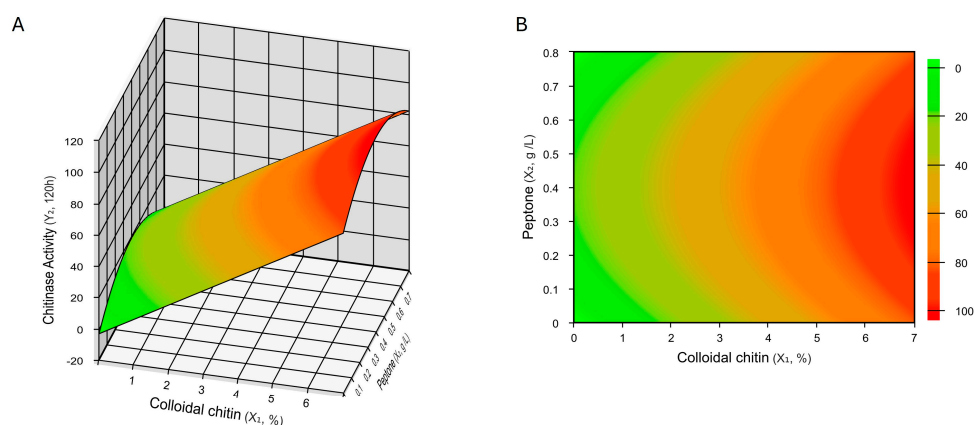 A
120
100
80
60
40
20
0
-20
Chitinase Activity (Y₂, 120h)
1 2 3 4 5 6
Colloidal chitin (X₁, %)
0.1 0.2 0.3 0.4 0.5 0.6 0.7
Peptone (X₂, g/L)
B
0.8
0.7
0.6
0.5
0.4
0.3
0.2
0.1
0
Peptone (X₂, g /L)
0 1 2 3 4 5 6 7
Colloidal chitin (X₁, %)
0
20
40
60
80
100